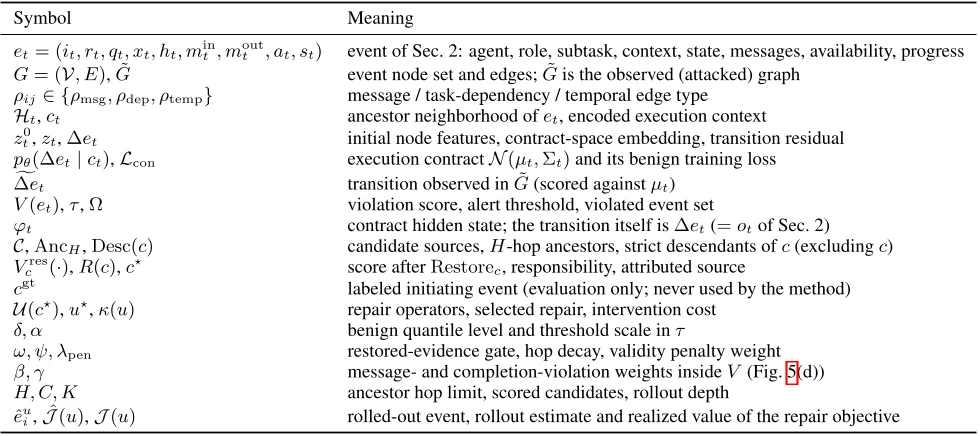 Symbol Meaning
e_t = (i_t, r_t, q_t, x_t, h_t, m_t^in, m_t^out, a_t, s_t) event of Sec. 2: agent, role, subtask, context, state, messages, availability, progress
G = (𝒱, E), G̃ event node set and edges; G̃ is the observed (attacked) graph
ρ_ij ∈ {ρ_msg, ρ_dep, ρ_temp} message / task-dependency / temporal edge type
ℋ_t, c_t ancestor neighborhood of e_t, encoded execution context
z_t^0, z_t, Δe_t initial node features, contract-space embedding, transition residual
p_θ(Δe_t | c_t), ℒ_con execution contract 𝒩(μ_t, Σ_t) and its benign training loss
Δ̃e_t transition observed in G̃ (scored against μ_t)
V(e_t), τ, Ω violation score, alert threshold, violated event set
φ_t contract hidden state; the transition itself is Δe_t (= o_t of Sec. 2)
𝒞, Anc_H, Desc(c) candidate sources, H-hop ancestors, strict descendants of c (excluding c)
V_c^res(·), R(c), c⋆ score after Restore_c, responsibility, attributed source
c^gt labeled initiating event (evaluation only; never used by the method)
𝒰(c⋆), u⋆, κ(u) repair operators, selected repair, intervention cost
δ, α benign quantile level and threshold scale in τ
ω, ψ, λ_pen restored-evidence gate, hop decay, validity penalty weight
β, γ message- and completion-violation weights inside V (Fig. 5(d))
H, C, K ancestor hop limit, scored candidates, rollout depth
ê_i^u, 𝒥̂(u), 𝒥(u) rolled-out event, rollout estimate and realized value of the repair objective